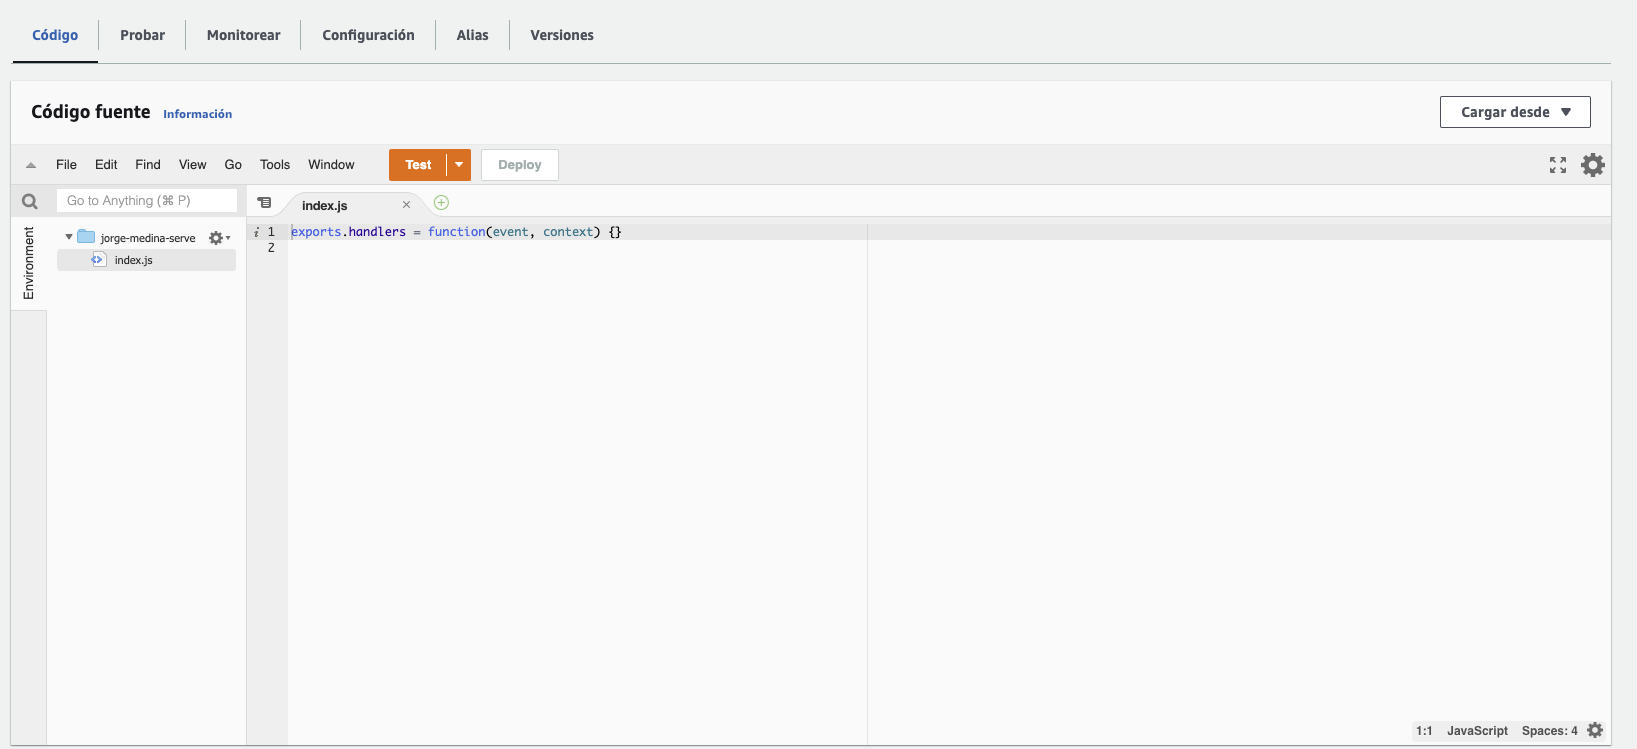 Código Probar Monitorear Configuración Alias Versiones
Código fuente Información
Cargar desde
File Edit Find View Go Tools Window Test Deploy
Go to Anything (⌘ P)
index.js
Environment
jorge-medina-serve
index.js
i 1 exports.handlers = function(event, context) {}
2
1:1 JavaScript Spaces: 4